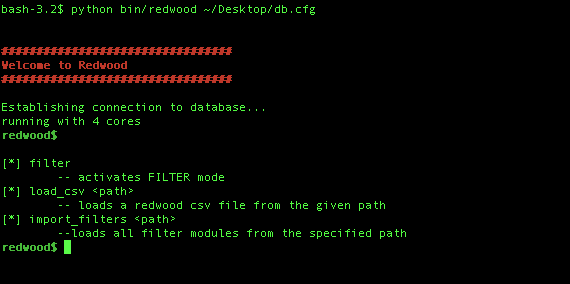 bash-3.2$ python bin/redwood ~/Desktop/db.cfg
#################################
Welcome to Redwood
#################################
Establishing connection to database...
running with 4 cores
redwood$
[*] filter
-- activates FILTER mode
[*] load_csv <path>
-- loads a redwood csv file from the given path
[*] import_filters <path>
--loads all filter modules from the specified path
redwood$